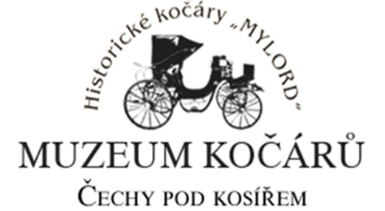 Historické kočáry „MYLORD“
MUZEUM KOČÁRŮ
ČECHY POD KOSÍŘEM